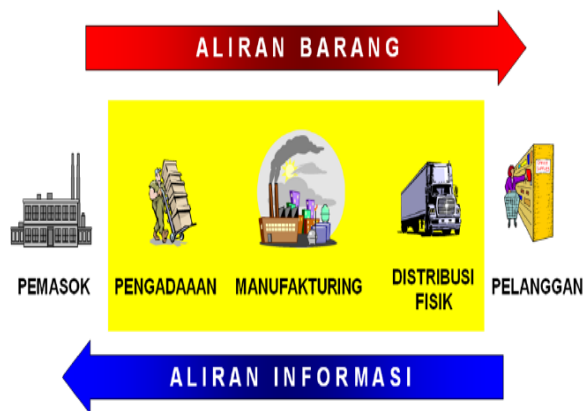 ALIRAN BARANG
PEMASOK
PENGADAAAN
MANUFAKTURING
DISTRIBUSI
FISIK
PELANGGAN
ALIRAN INFORMASI